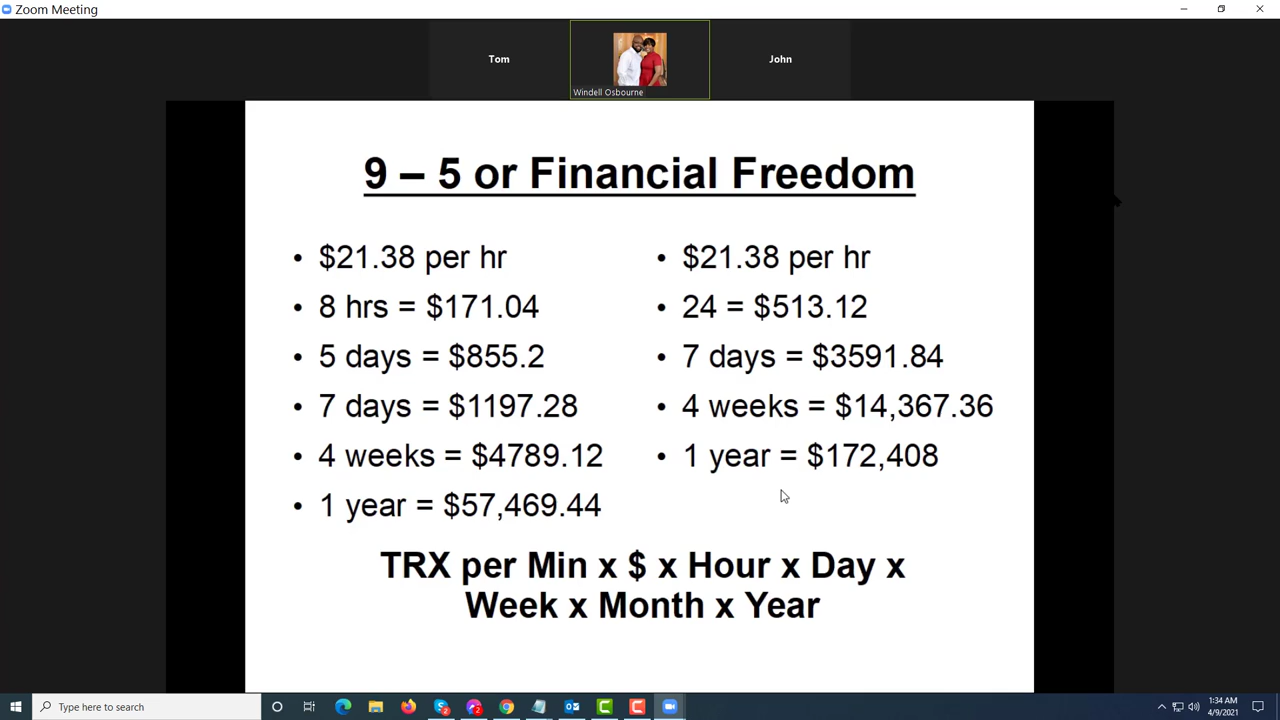 Zoom Meeting
Tom
Windell Osbourne
John
9 – 5 or Financial Freedom
• $21.38 per hr
• 8 hrs = $171.04
• 5 days = $855.2
• 7 days = $1197.28
• 4 weeks = $4789.12
• 1 year = $57,469.44
• $21.38 per hr
• 24 = $513.12
• 7 days = $3591.84
• 4 weeks = $14,367.36
• 1 year = $172,408
TRX per Min x $ x Hour x Day x
Week x Month x Year
Type here to search
2
1:34 AM
4/9/2021